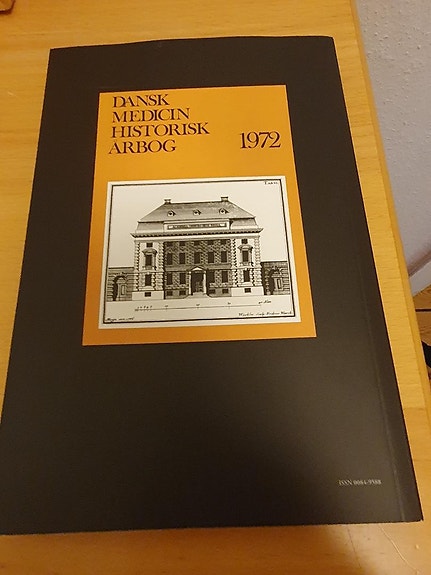 DANSK
MEDICIN
HISTORISK
ÅRBOG 1972
ISSN 0084-9588